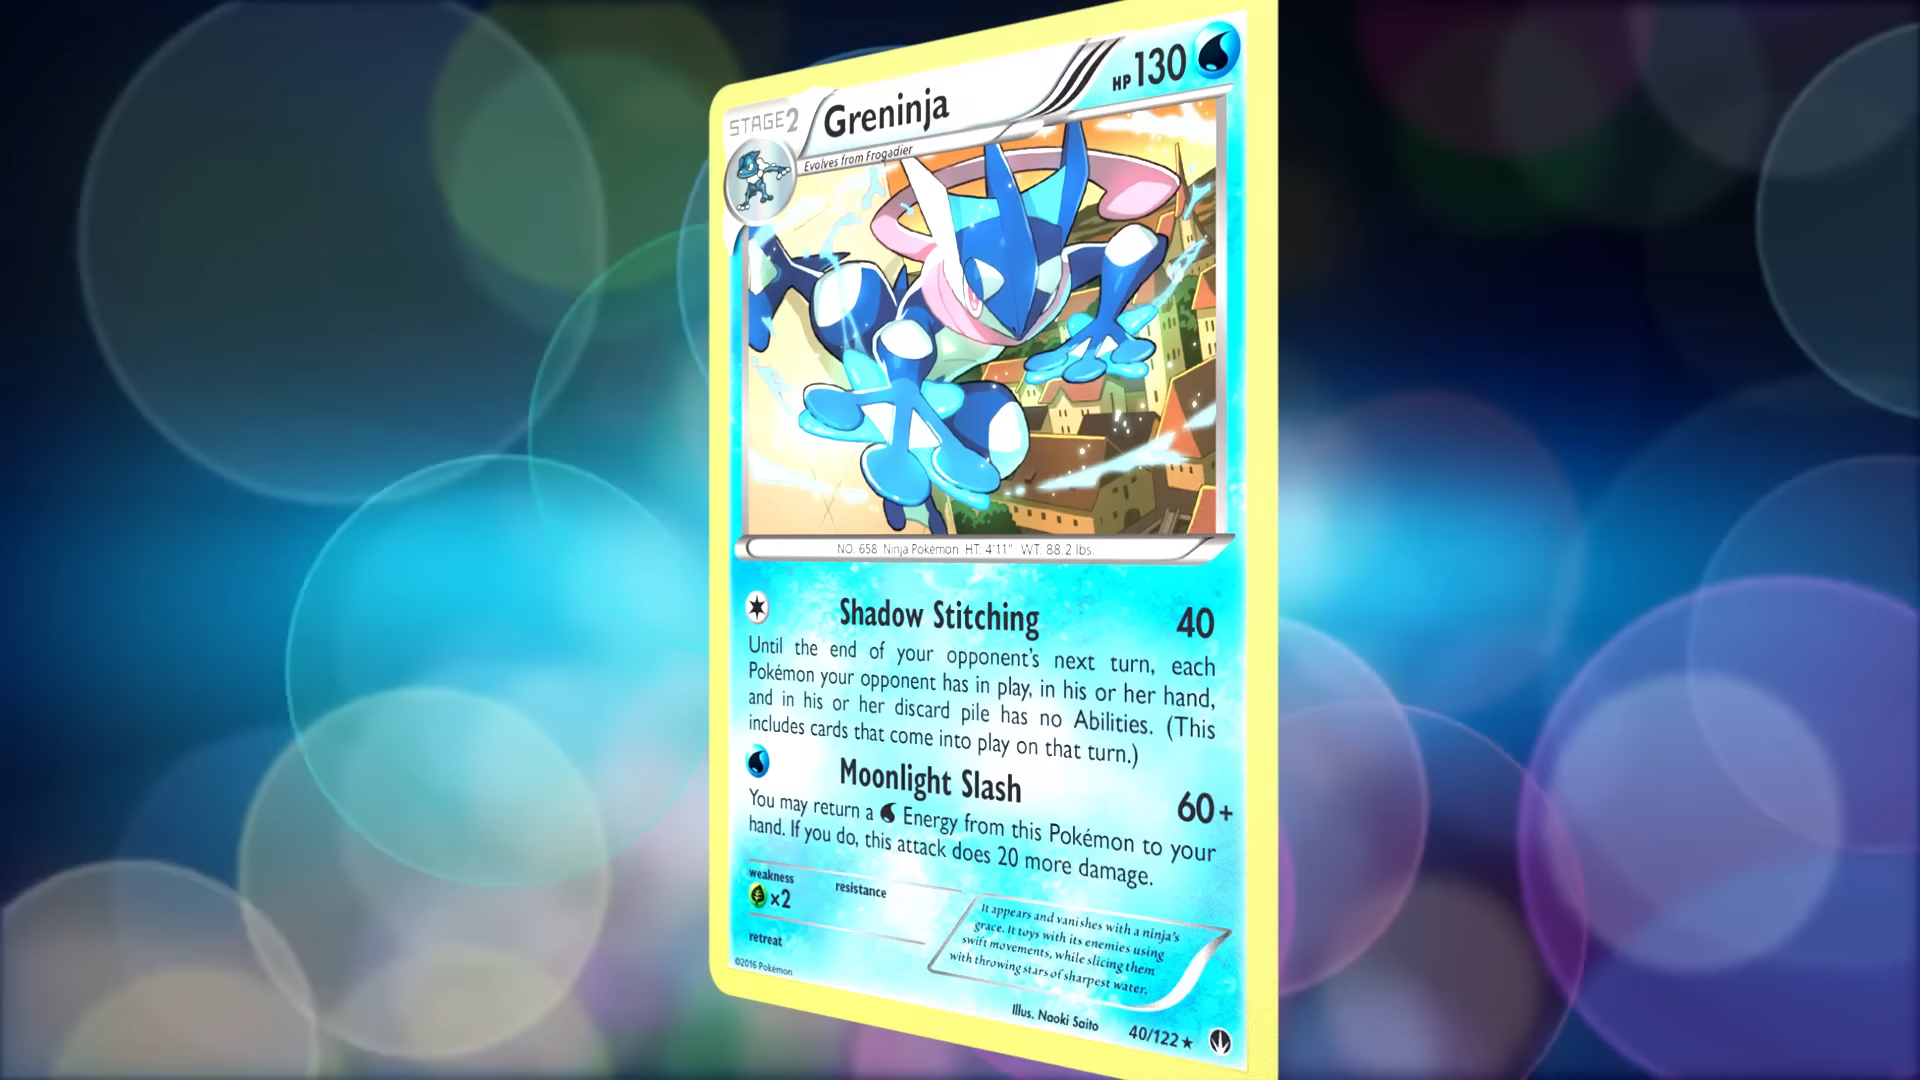 STAGE2 Greninja HP 130
Evolves from Frogadier
NO. 658 Ninja Pokémon HT: 4'11" WT: 88.2 lbs.
Shadow Stitching 40
Until the end of your opponent's next turn, each
Pokémon your opponent has in play, in his or her hand,
and in his or her discard pile has no Abilities. (This
includes cards that come into play on that turn.)
Moonlight Slash 60+
You may return a Energy from this Pokémon to your
hand. If you do, this attack does 20 more damage.
weakness resistance
×2
retreat
It appears and vanishes with a ninja's
grace. It toys with its enemies using
swift movements, while slicing them
with throwing stars of sharpest water.
©2016 Pokémon
Illus. Naoki Saito
40/122 ★